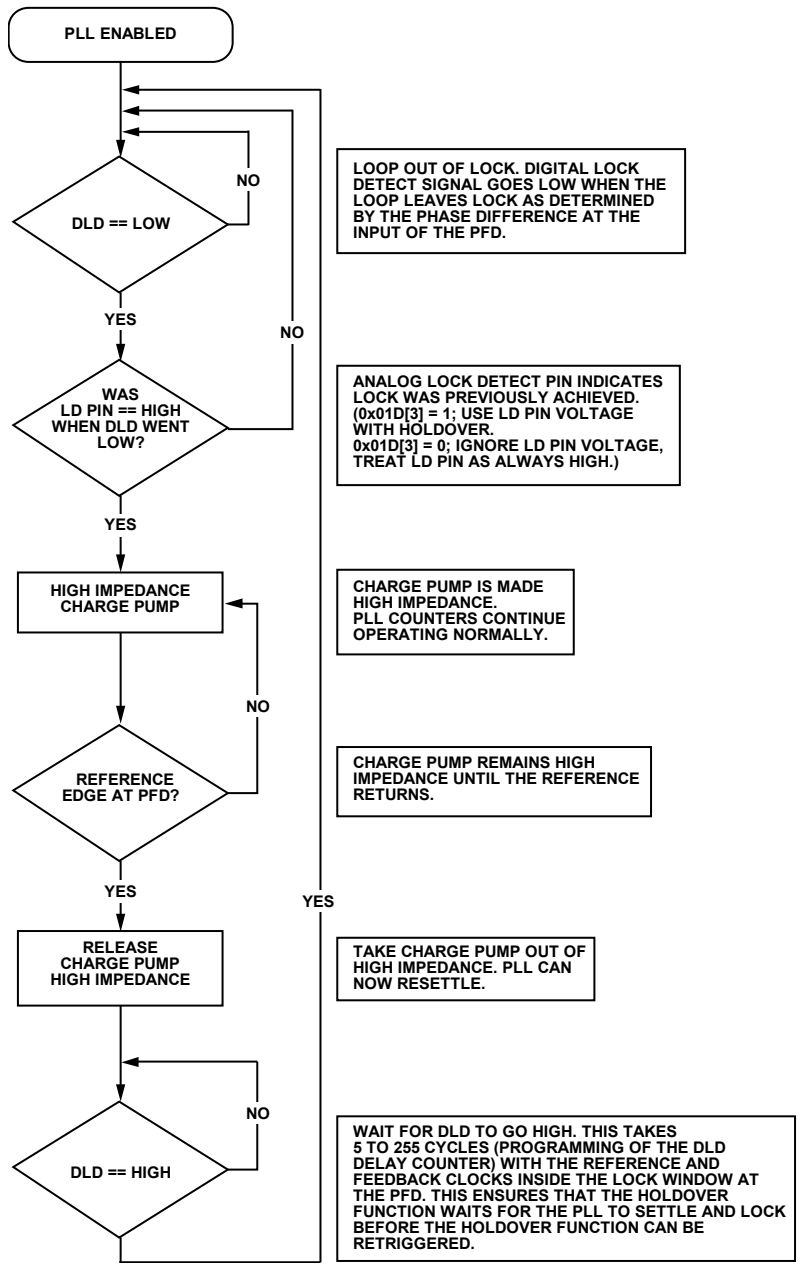 PLL ENABLED
NO
LOOP OUT OF LOCK. DIGITAL LOCK
DETECT SIGNAL GOES LOW WHEN THE
LOOP LEAVES LOCK AS DETERMINED
BY THE PHASE DIFFERENCE AT THE
INPUT OF THE PFD.
DLD == LOW
YES
NO
WAS
LD PIN == HIGH
WHEN DLD WENT
LOW?
ANALOG LOCK DETECT PIN INDICATES
LOCK WAS PREVIOUSLY ACHIEVED.
(0x01D[3] = 1; USE LD PIN VOLTAGE
WITH HOLDOVER.
0x01D[3] = 0; IGNORE LD PIN VOLTAGE,
TREAT LD PIN AS ALWAYS HIGH.)
YES
HIGH IMPEDANCE
CHARGE PUMP
CHARGE PUMP IS MADE
HIGH IMPEDANCE.
PLL COUNTERS CONTINUE
OPERATING NORMALLY.
NO
REFERENCE
EDGE AT PFD?
CHARGE PUMP REMAINS HIGH
IMPEDANCE UNTIL THE REFERENCE
RETURNS.
YES
YES
RELEASE
CHARGE PUMP
HIGH IMPEDANCE
TAKE CHARGE PUMP OUT OF
HIGH IMPEDANCE. PLL CAN
NOW RESETTLE.
NO
DLD == HIGH
WAIT FOR DLD TO GO HIGH. THIS TAKES
5 TO 255 CYCLES (PROGRAMMING OF THE DLD
DELAY COUNTER) WITH THE REFERENCE AND
FEEDBACK CLOCKS INSIDE THE LOCK WINDOW AT
THE PFD. THIS ENSURES THAT THE HOLDOVER
FUNCTION WAITS FOR THE PLL TO SETTLE AND LOCK
BEFORE THE HOLDOVER FUNCTION CAN BE
RETRIGGERED.